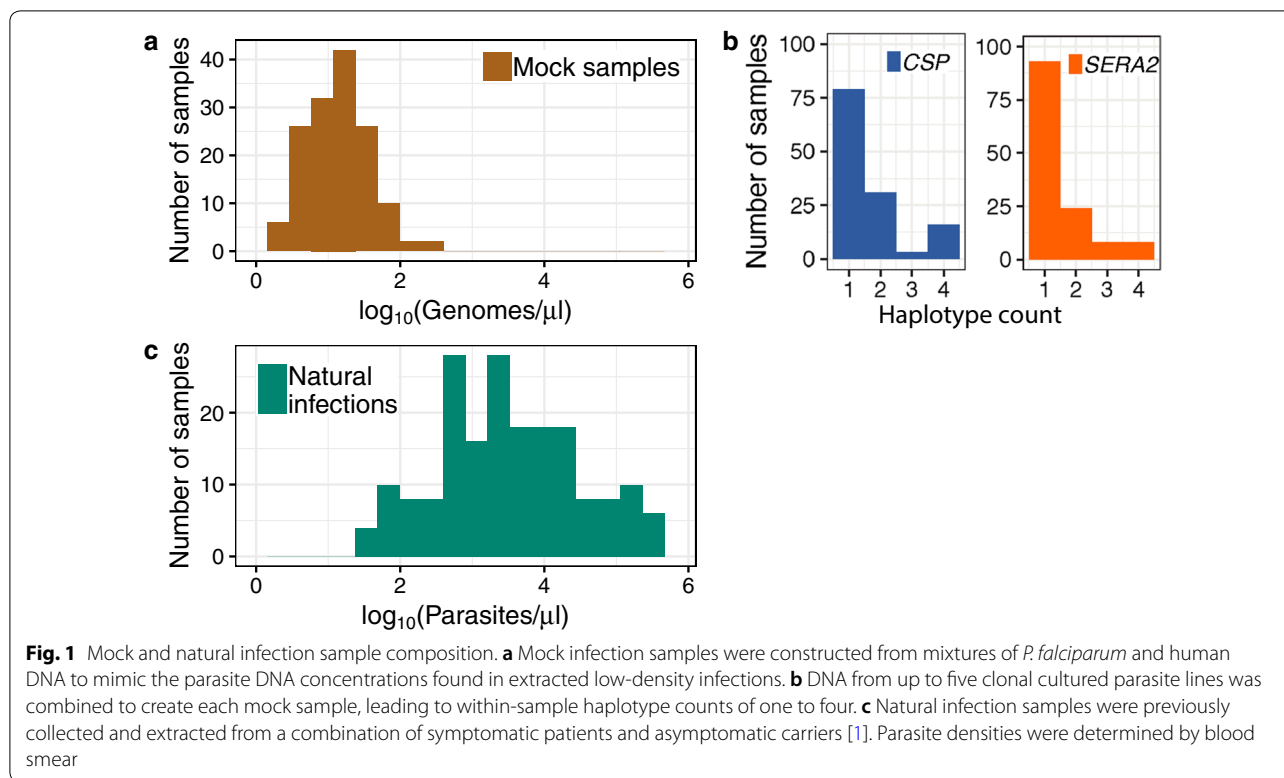 a
Number of samples
40
30
20
10
0
Mock samples
0 2 4 6
log₁₀(Genomes/µl)
b
Number of samples
100
75
50
25
0
CSP
1 2 3 4
100
75
50
25
0
SERA2
1 2 3 4
Haplotype count
c
Number of samples
20
10
0
Natural
infections
0 2 4 6
log₁₀(Parasites/µl)
Fig. 1 Mock and natural infection sample composition. a Mock infection samples were constructed from mixtures of P. falciparum and human
DNA to mimic the parasite DNA concentrations found in extracted low-density infections. b DNA from up to five clonal cultured parasite lines was
combined to create each mock sample, leading to within-sample haplotype counts of one to four. c Natural infection samples were previously
collected and extracted from a combination of symptomatic patients and asymptomatic carriers [1]. Parasite densities were determined by blood
smear